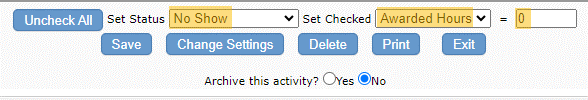 Uncheck All Set Status No Show Set Checked Awarded Hours = 0
Save Change Settings Delete Print Exit
Archive this activity? Yes No